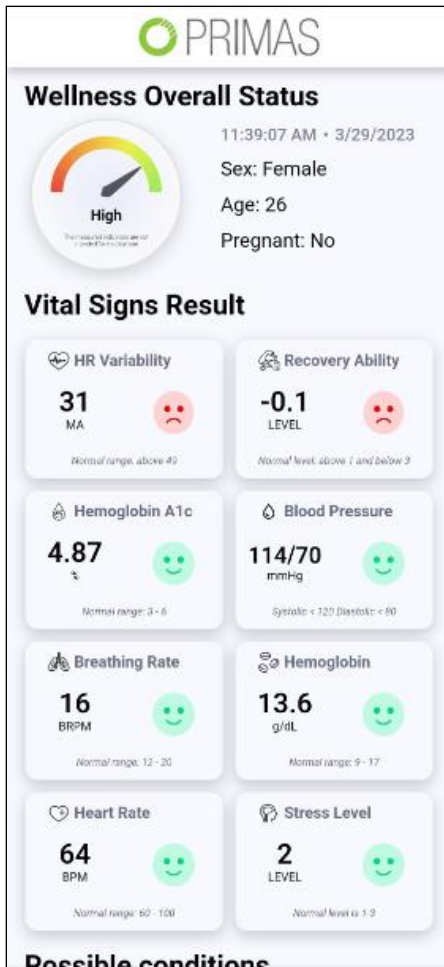 PRIMAS
Wellness Overall Status
11:39:07 AM • 3/29/2023
Sex: Female
Age: 26
Pregnant: No
High
Vital Signs Result
HR Variability
31
MA
Normal range: above 49
Recovery Ability
-0.1
LEVEL
Normal level: above 1 and below 3
Hemoglobin A1c
4.87
%
Normal range: 3 - 6
Blood Pressure
114/70
mmHg
Systolic < 120 Diastolic < 80
Breathing Rate
16
BRPM
Normal range: 12 - 20
Hemoglobin
13.6
g/dL
Normal range: 9 - 17
Heart Rate
64
BPM
Normal range: 60 - 100
Stress Level
2
LEVEL
Normal level is 1-3
Possible conditions